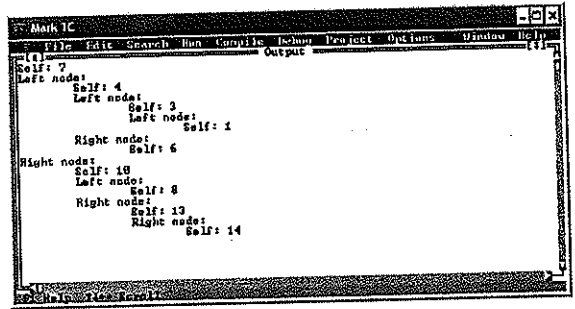 Mark TC
File Edit Search Run Compile Debug Project Options Window Help
Output
Self: 7
Left node:
Self: 4
Left node:
Self: 3
Left node:
Self: 1
Right node:
Self: 6
Right node:
Self: 10
Left node:
Self: 8
Right node:
Self: 13
Right node:
Self: 14
Help Scroll